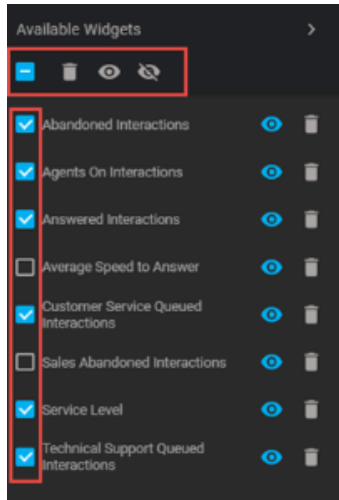 Available Widgets
Abandoned Interactions
Agents On Interactions
Answered Interactions
Average Speed to Answer
Customer Service Queued
Interactions
Sales Abandoned Interactions
Service Level
Technical Support Queued
Interactions